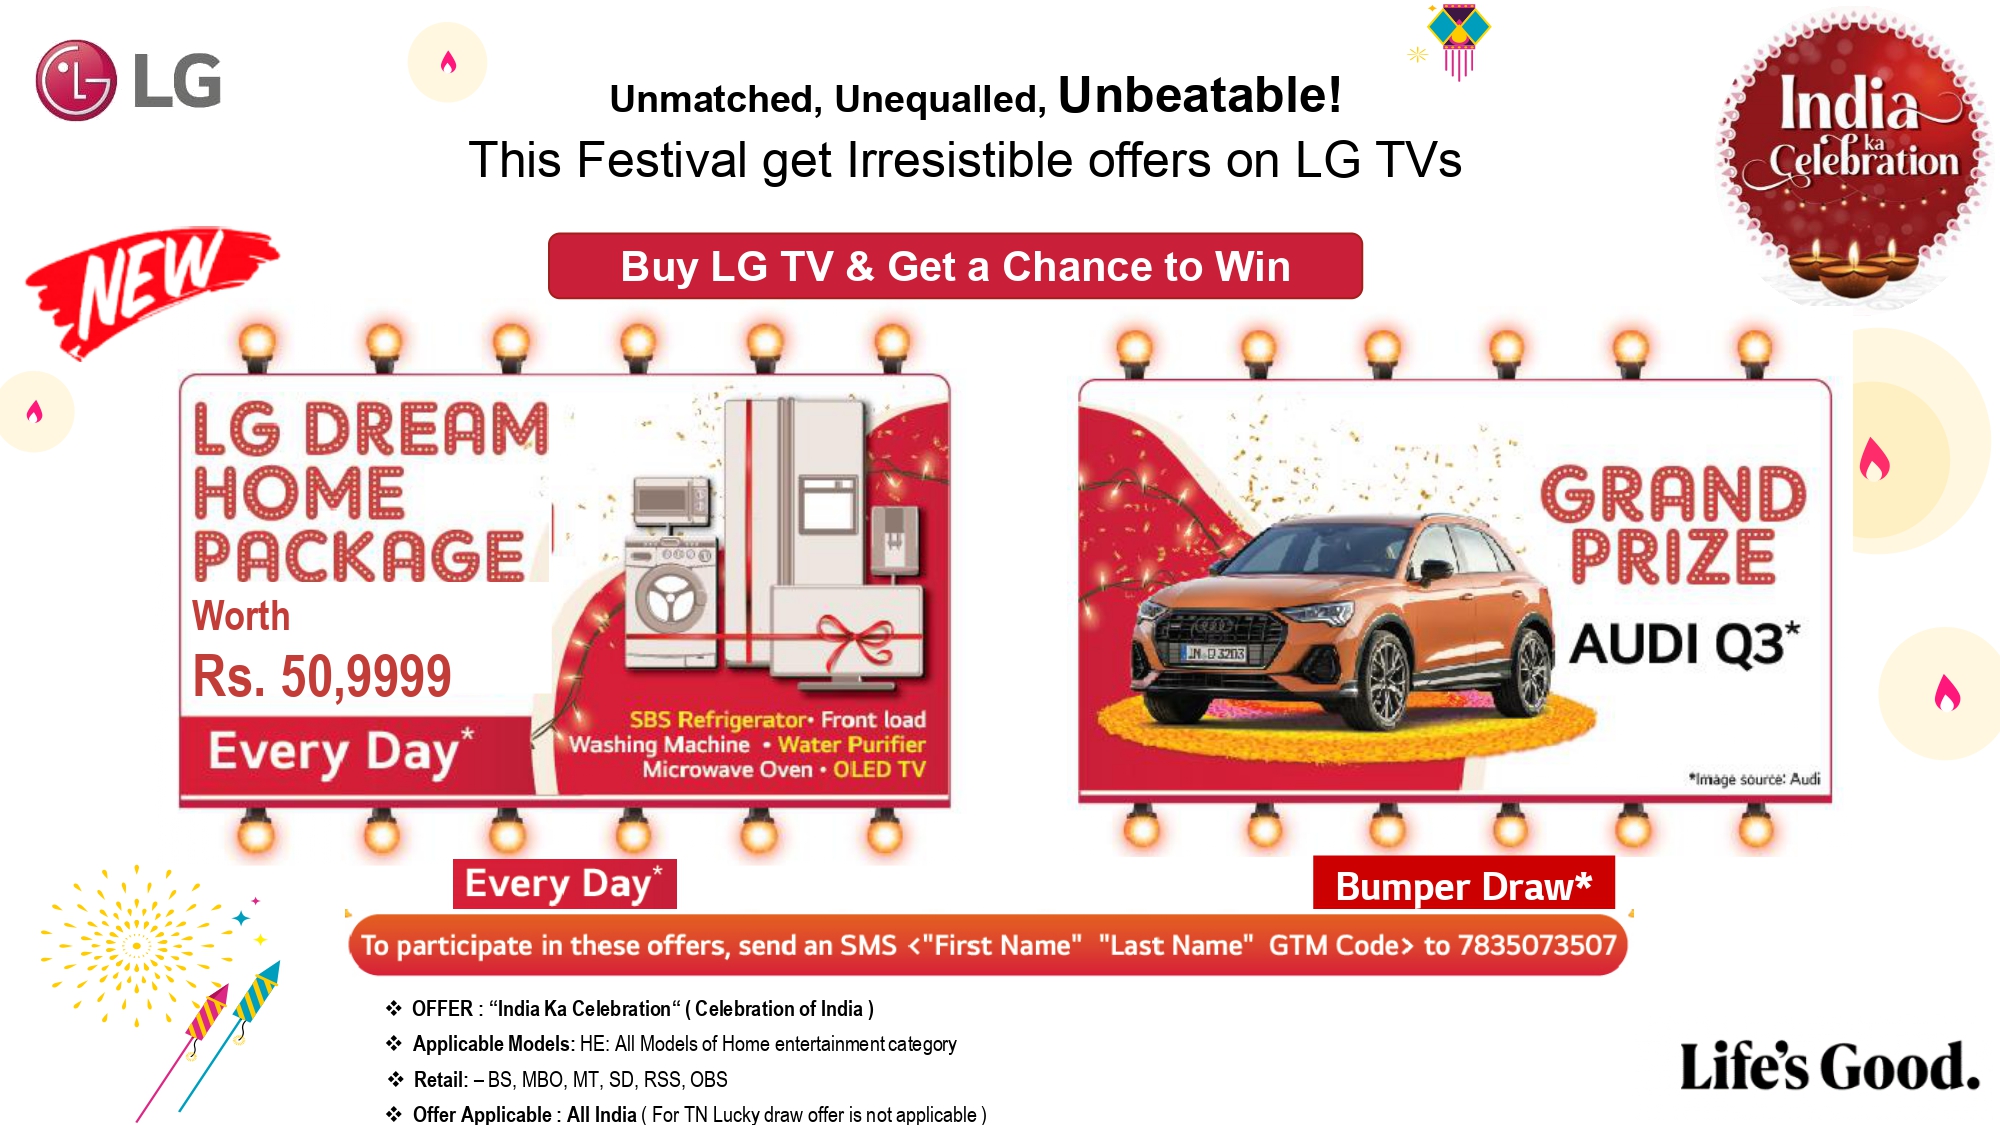 LG
Unmatched, Unequalled, Unbeatable!
This Festival get Irresistible offers on LG TVs
India
ka
Celebration
NEW
Buy LG TV & Get a Chance to Win
LG DREAM
HOME
PACKAGE
Worth
Rs. 50,9999
Every Day*
SBS Refrigerator• Front load
Washing Machine • Water Purifier
Microwave Oven • OLED TV
GRAND
PRIZE
AUDI Q3*
IN Q 3203
*Image source: Audi
Every Day*
Bumper Draw*
To participate in these offers, send an SMS <"First Name" "Last Name" GTM Code> to 7835073507
❖ OFFER : “India Ka Celebration“ ( Celebration of India )
❖ Applicable Models: HE: All Models of Home entertainment category
❖ Retail: – BS, MBO, MT, SD, RSS, OBS
❖ Offer Applicable : All India ( For TN Lucky draw offer is not applicable )
Life's Good.